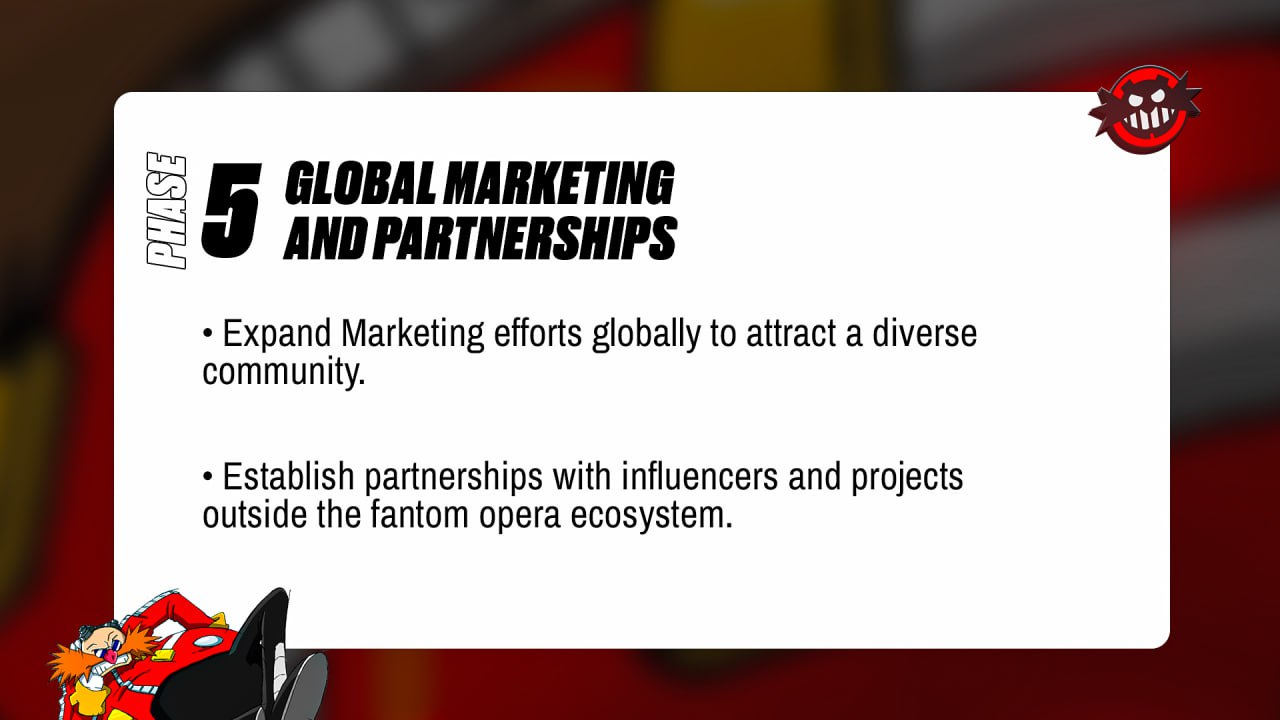 PHASE
5
GLOBAL MARKETING
AND PARTNERSHIPS
• Expand Marketing efforts globally to attract a diverse
community.
• Establish partnerships with influencers and projects
outside the fantom opera ecosystem.